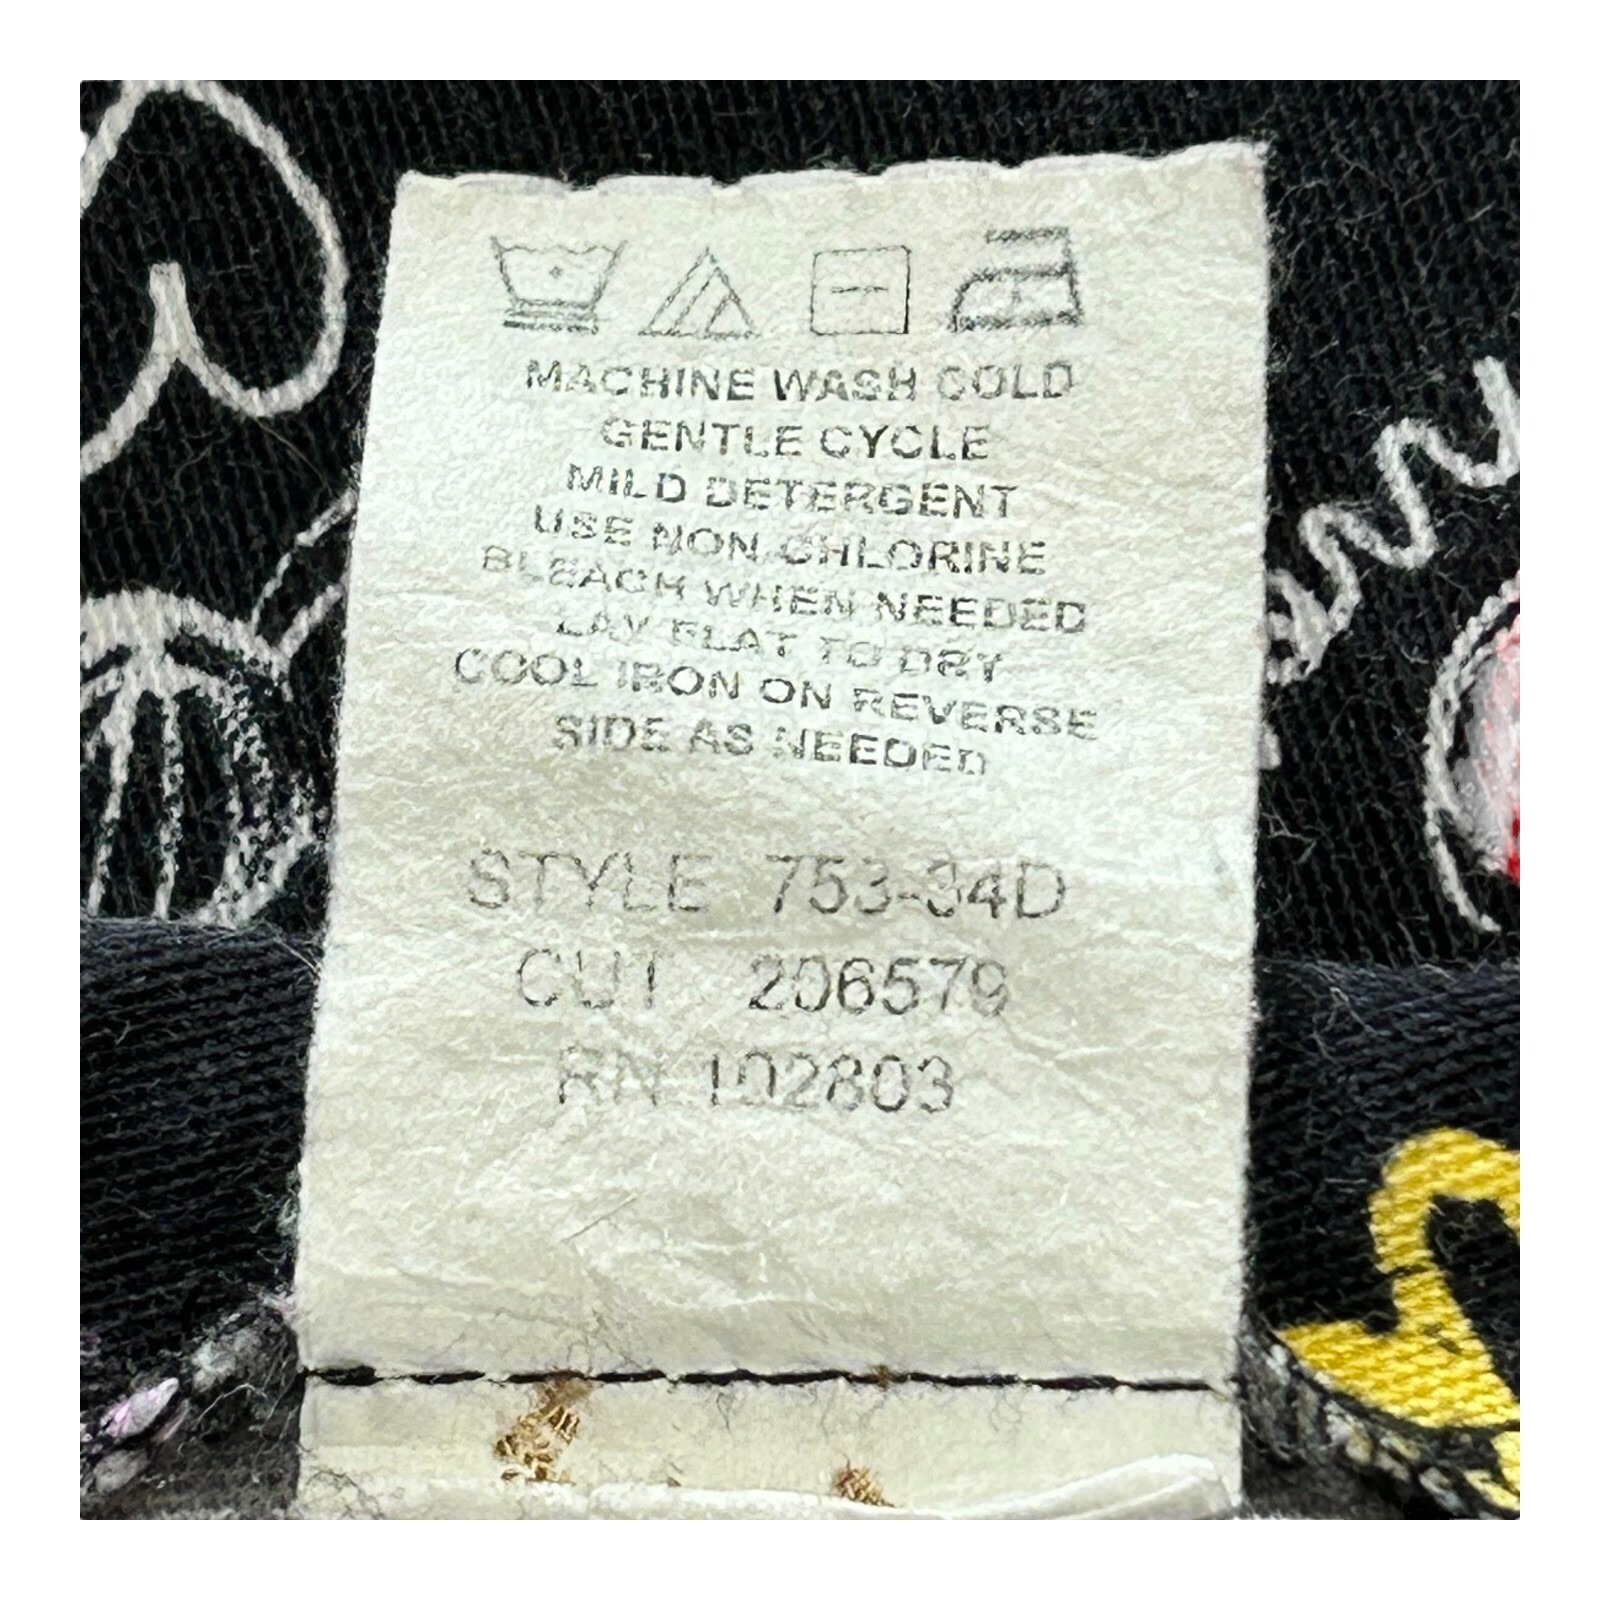 MACHINE WASH COLD
GENTLE CYCLE
MILD DETERGENT
USE NON CHLORINE
BLEACH WHEN NEEDED
LAY FLAT TO DRY
COOL IRON ON REVERSE
SIDE AS NEEDED
STYLE 753-34D
CUT 206579
RN 102803